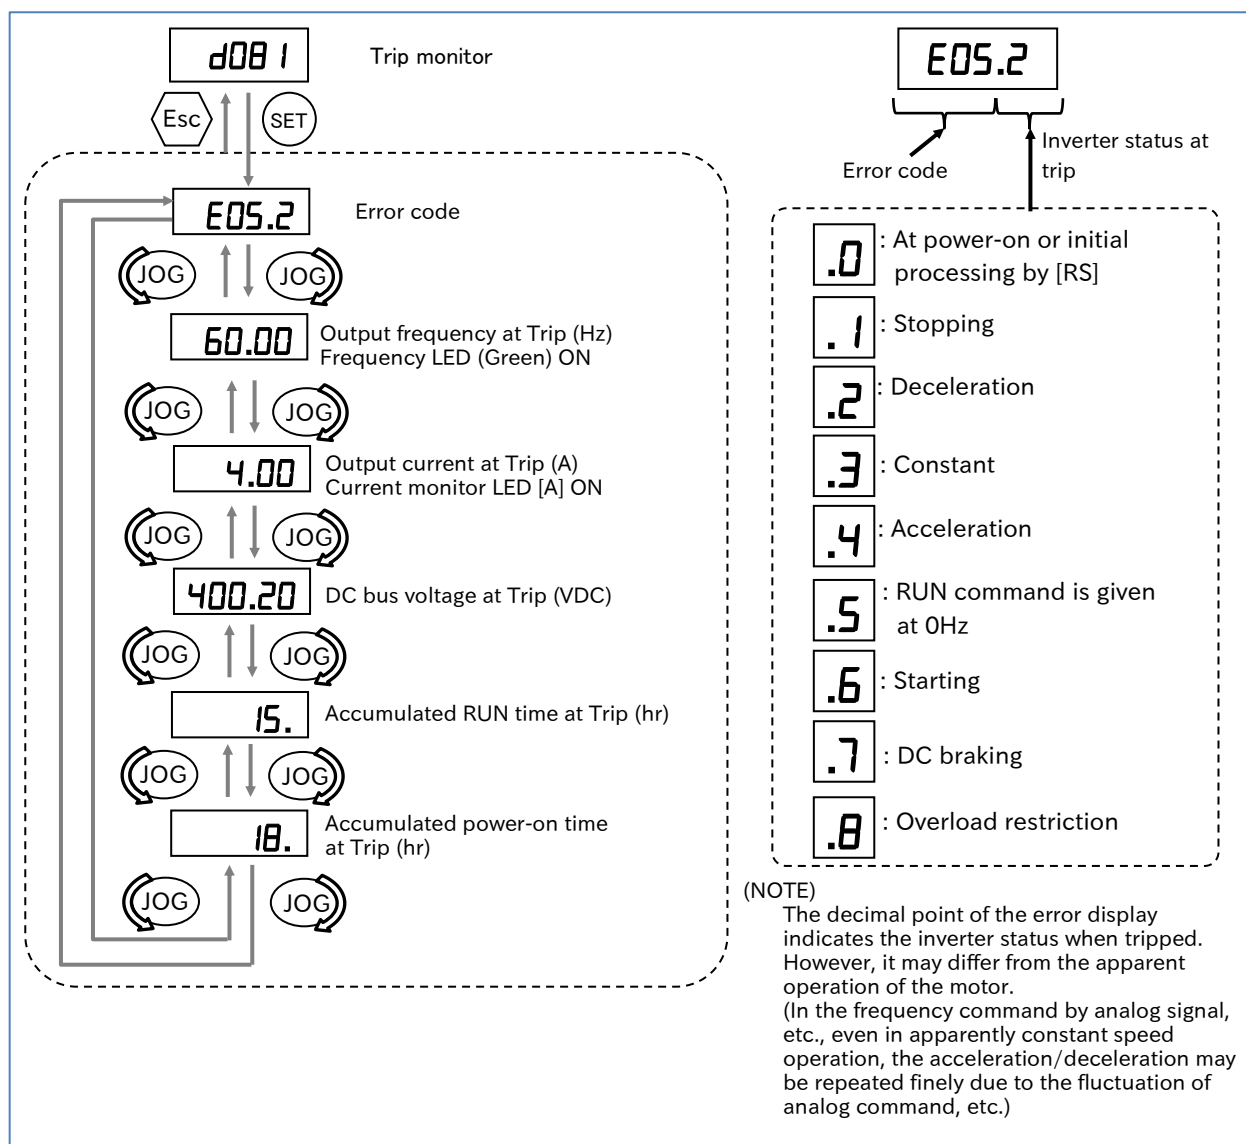 d081
Trip monitor
Esc
SET
E05.2
Error code
JOG
JOG
60.00
Output frequency at Trip (Hz)
Frequency LED (Green) ON
JOG
JOG
4.00
Output current at Trip (A)
Current monitor LED [A] ON
JOG
JOG
400.20
DC bus voltage at Trip (VDC)
JOG
JOG
15.
Accumulated RUN time at Trip (hr)
JOG
JOG
18.
Accumulated power-on time
at Trip (hr)
JOG
JOG
E05.2
Error code
Inverter status at
trip
.0 : At power-on or initial
processing by [RS]
.1 : Stopping
.2 : Deceleration
.3 : Constant
.4 : Acceleration
.5 : RUN command is given
at 0Hz
.6 : Starting
.7 : DC braking
.8 : Overload restriction
(NOTE)
The decimal point of the error display
indicates the inverter status when tripped.
However, it may differ from the apparent
operation of the motor.
(In the frequency command by analog signal,
etc., even in apparently constant speed
operation, the acceleration/deceleration may
be repeated finely due to the fluctuation of
analog command, etc.)